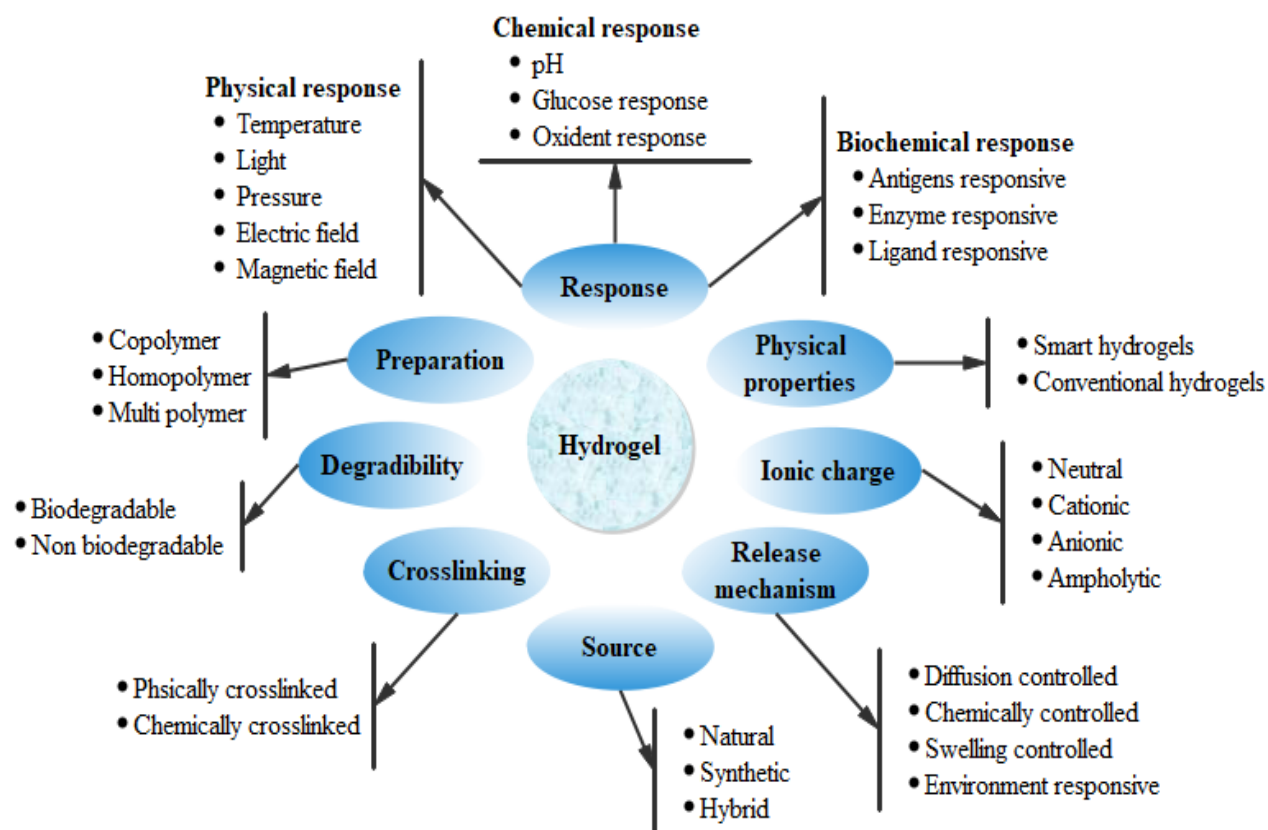 Chemical response
• pH
• Glucose response
• Oxident response
Physical response
• Temperature
• Light
• Pressure
• Electric field
• Magnetic field
Biochemical response
• Antigens responsive
• Enzyme responsive
• Ligand responsive
Response
Preparation
• Copolymer
• Homopolymer
• Multi polymer
Physical
properties
• Smart hydrogels
• Conventional hydrogels
Hydrogel
Degradibility
• Biodegradable
• Non biodegradable
Ionic charge
• Neutral
• Cationic
• Anionic
• Ampholytic
Crosslinking
• Phsically crosslinked
• Chemically crosslinked
Release
mechanism
• Diffusion controlled
• Chemically controlled
• Swelling controlled
• Environment responsive
Source
• Natural
• Synthetic
• Hybrid